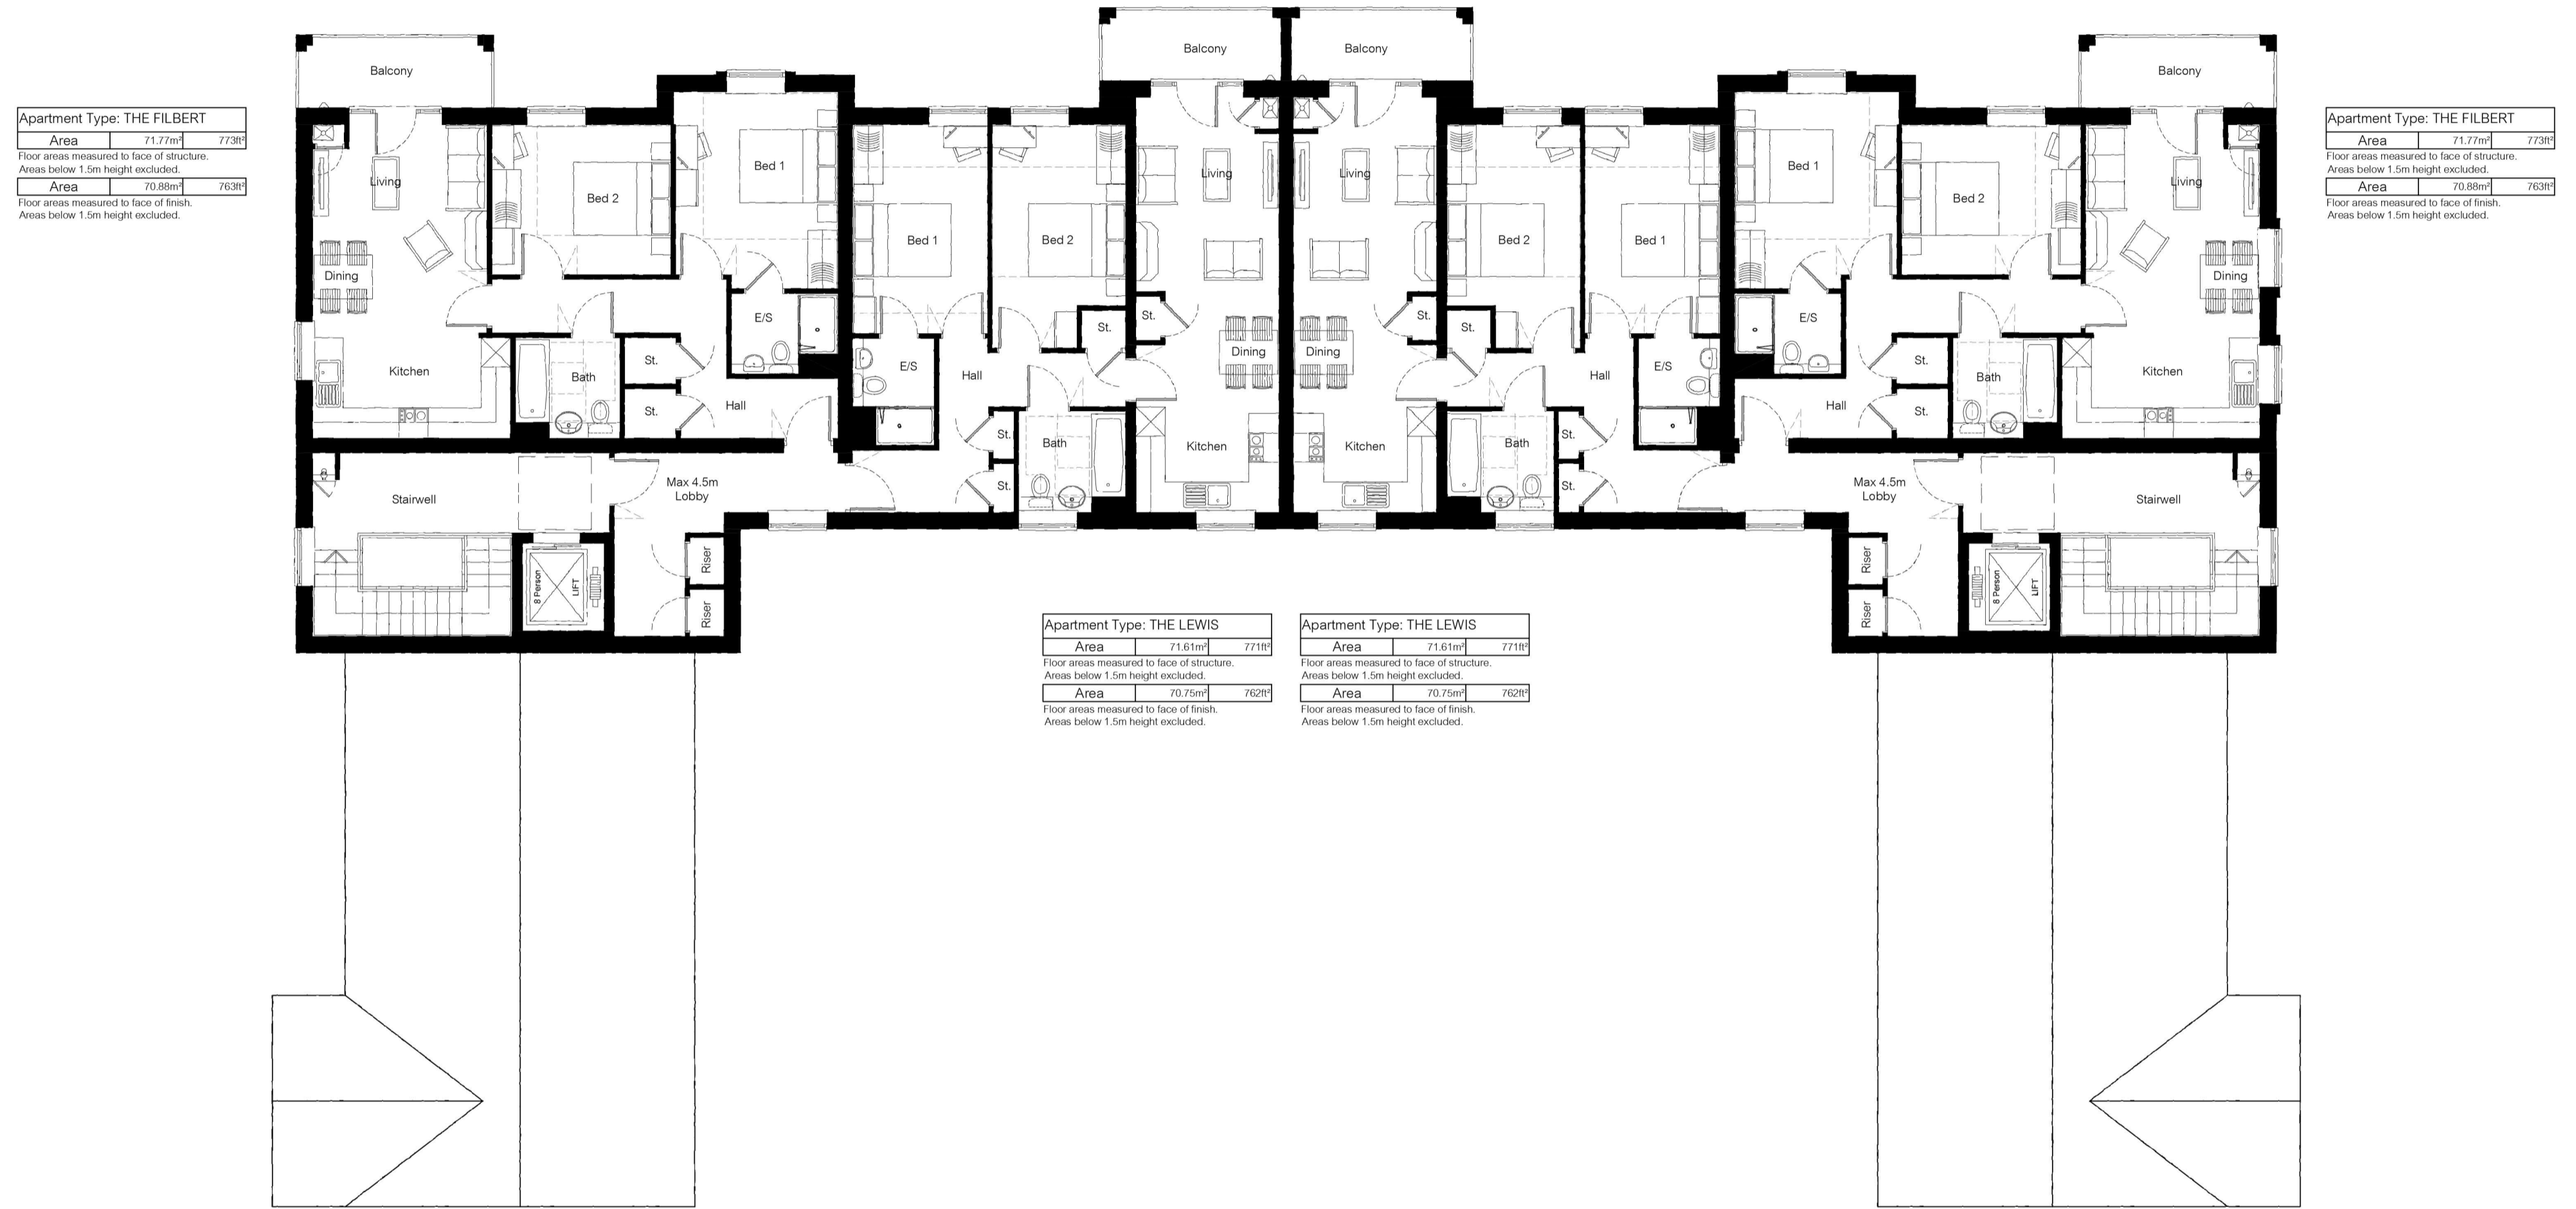 Balcony
Balcony
Balcony
Balcony
Apartment Type: THE FILBERT
Area 71.77m² 773ft²
Floor areas measured to face of structure.
Areas below 1.5m height excluded.
Area 70.88m² 763ft²
Floor areas measured to face of finish.
Areas below 1.5m height excluded.
Living
Dining
Kitchen
Bed 2
Bed 1
E/S
Bath
St.
St.
Hall
Stairwell
Max 4.5m
Lobby
8 Person
LIFT
Riser
Riser
Bed 1
Bed 2
E/S
Hall
St.
St.
St.
St.
Bath
Living
Dining
Kitchen
Living
Dining
Kitchen
St.
St.
Bed 2
Bed 1
Hall
E/S
Bath
St.
St.
Bed 1
Bed 2
E/S
Hall
St.
St.
Bath
Living
Dining
Kitchen
Max 4.5m
Lobby
Stairwell
Riser
Riser
8 Person
LIFT
Apartment Type: THE FILBERT
Area 71.77m² 773ft²
Floor areas measured to face of structure.
Areas below 1.5m height excluded.
Area 70.88m² 763ft²
Floor areas measured to face of finish.
Areas below 1.5m height excluded.
Apartment Type: THE LEWIS
Area 71.61m² 771ft²
Floor areas measured to face of structure.
Areas below 1.5m height excluded.
Area 70.75m² 762ft²
Floor areas measured to face of finish.
Areas below 1.5m height excluded.
Apartment Type: THE LEWIS
Area 71.61m² 771ft²
Floor areas measured to face of structure.
Areas below 1.5m height excluded.
Area 70.75m² 762ft²
Floor areas measured to face of finish.
Areas below 1.5m height excluded.